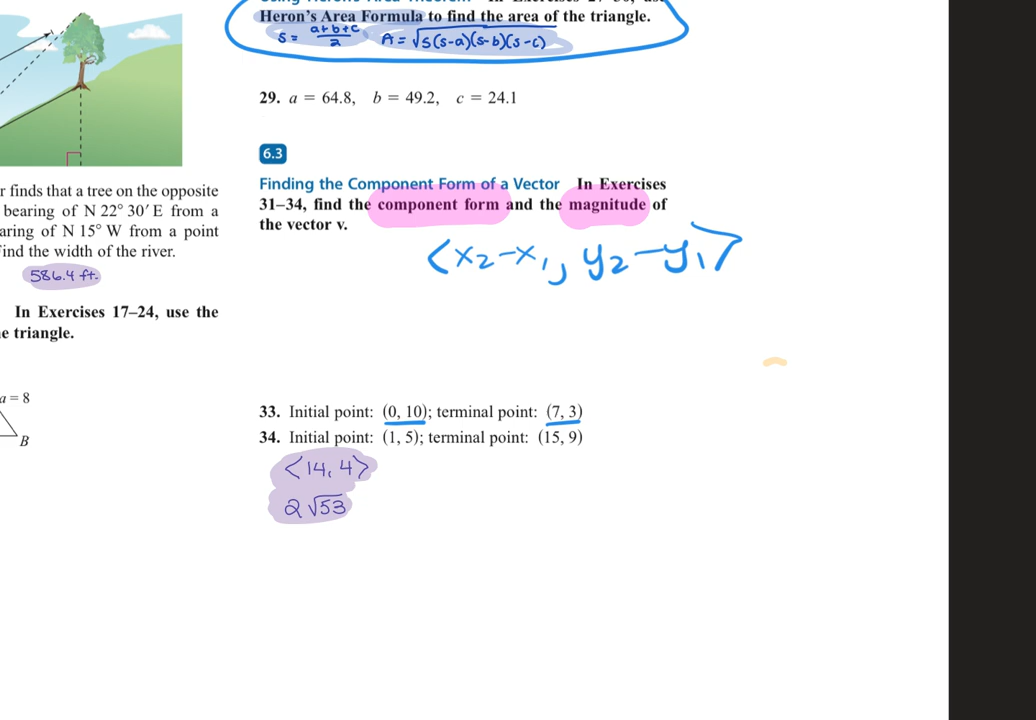 Heron's Area Formula to find the area of the triangle.
s = a+b+c/2 A = √s(s-a)(s-b)(s-c)
29. a = 64.8, b = 49.2, c = 24.1
6.3
Finding the Component Form of a Vector In Exercises
31–34, find the component form and the magnitude of
the vector v.
<x₂-x₁, y₂-y₁>
33. Initial point: (0, 10); terminal point: (7, 3)
34. Initial point: (1, 5); terminal point: (15, 9)
<14, 4>
2√53
r finds that a tree on the opposite
bearing of N 22° 30′ E from a
aring of N 15° W from a point
ind the width of the river.
586.4 ft.
In Exercises 17–24, use the
e triangle.
a = 8
B